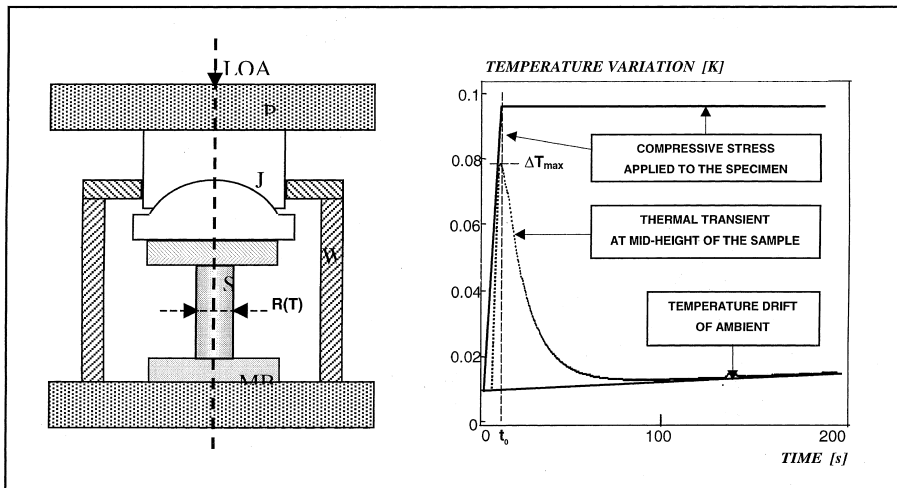 LOA
P
J
W
S
R(T)
MP
TEMPERATURE VARIATION [K]
0.1
0.08
0.06
0.04
0.02
0
ΔTmax
COMPRESSIVE STRESS
APPLIED TO THE SPECIMEN
THERMAL TRANSIENT
AT MID-HEIGHT OF THE SAMPLE
TEMPERATURE DRIFT
OF AMBIENT
0 t₀ 100 200
TIME [s]